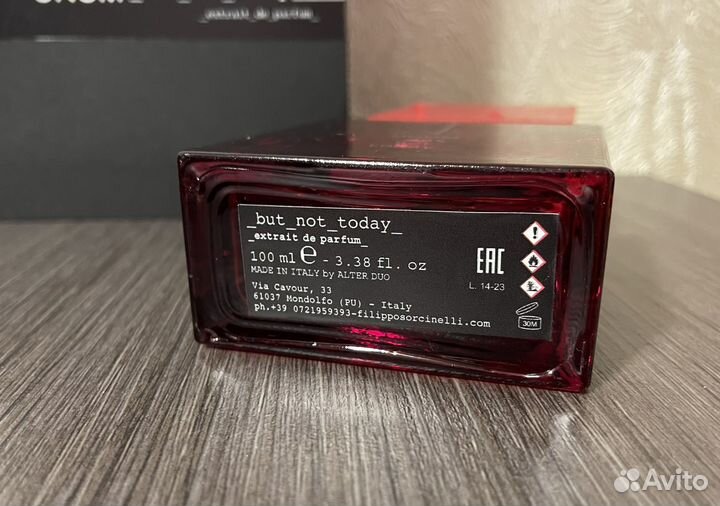 _extrait_de_parfum_
_but_not_today_
_extrait de parfum_
100 ml ℮ - 3.38 fl. oz
MADE IN ITALY by ALTER DUO
Via Cavour, 33
61037 Mondolfo (PU) - Italy
ph.+39 0721959393-filipposorcinelli.com
EAC
L. 14-23
30M
Avito